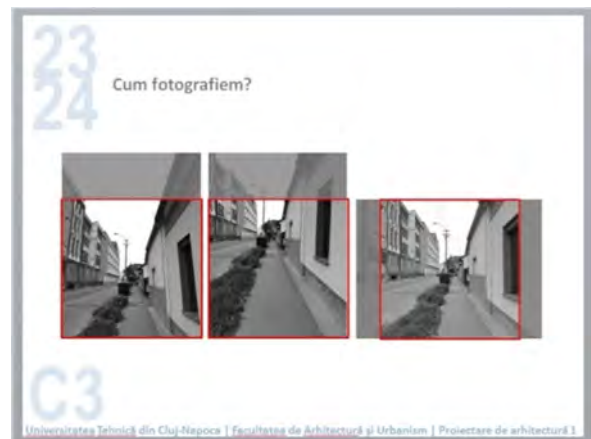 23
24
Cum fotografiem?
C3
Universitatea Tehnică din Cluj-Napoca | Facultatea de Arhitectură și Urbanism | Proiectare de arhitectură 1